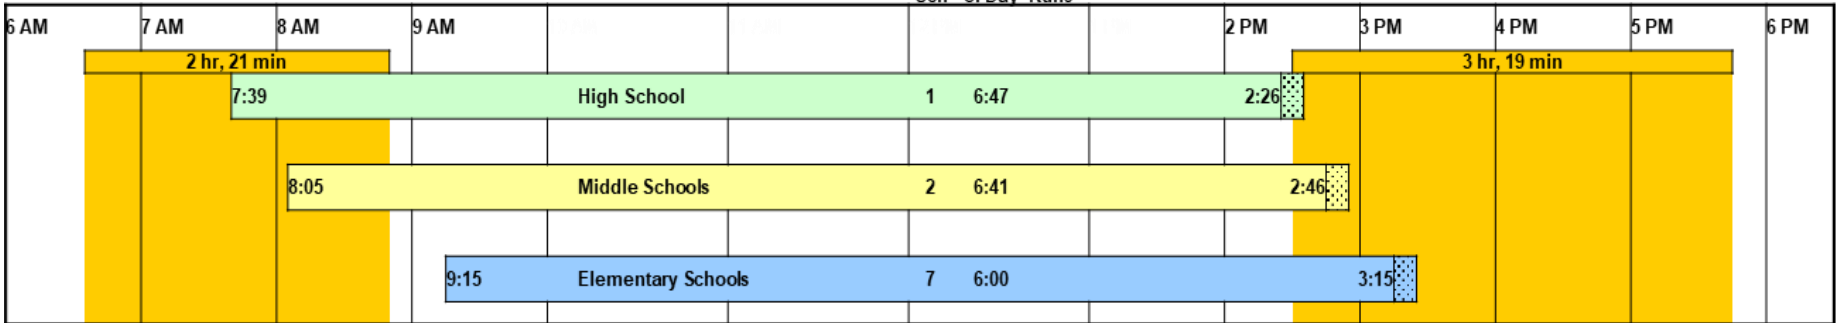 6 AM 7 AM 8 AM 9 AM 2 PM 3 PM 4 PM 5 PM 6 PM
2 hr, 21 min 3 hr, 19 min
7:39 High School 1 6:47 2:26
8:05 Middle Schools 2 6:41 2:46
9:15 Elementary Schools 7 6:00 3:15